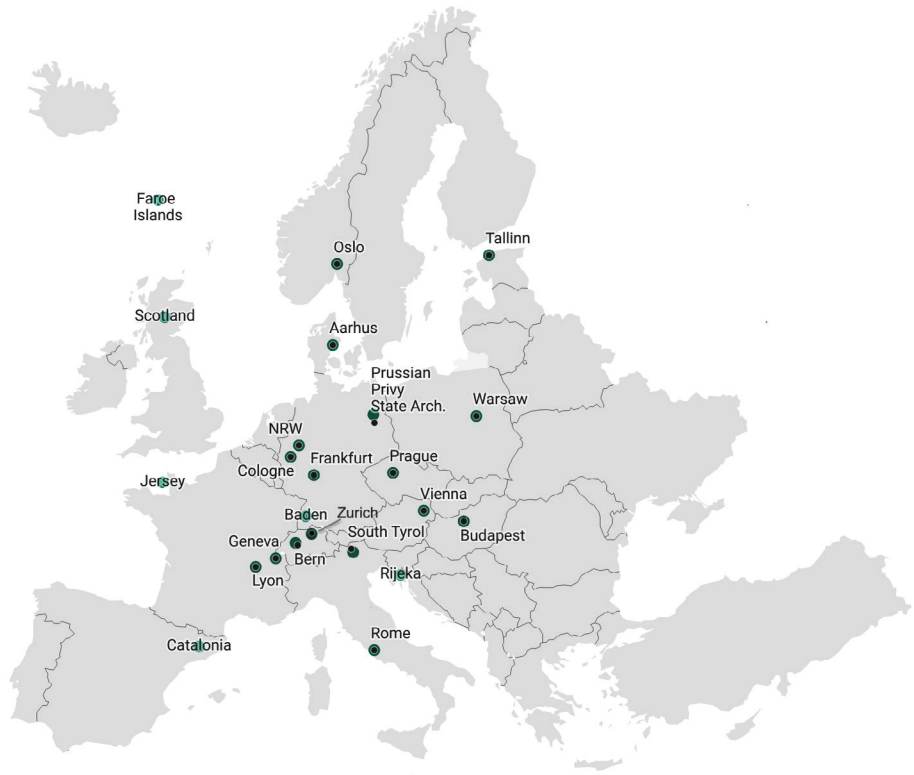 Faroe
Islands
Oslo
Tallinn
Scotland
Aarhus
Prussian
Privy
State Arch.
Warsaw
NRW
Cologne
Frankfurt
Prague
Jersey
Baden
Zurich
Vienna
Geneva
Bern
South Tyrol
Budapest
Lyon
Rijeka
Catalonia
Rome